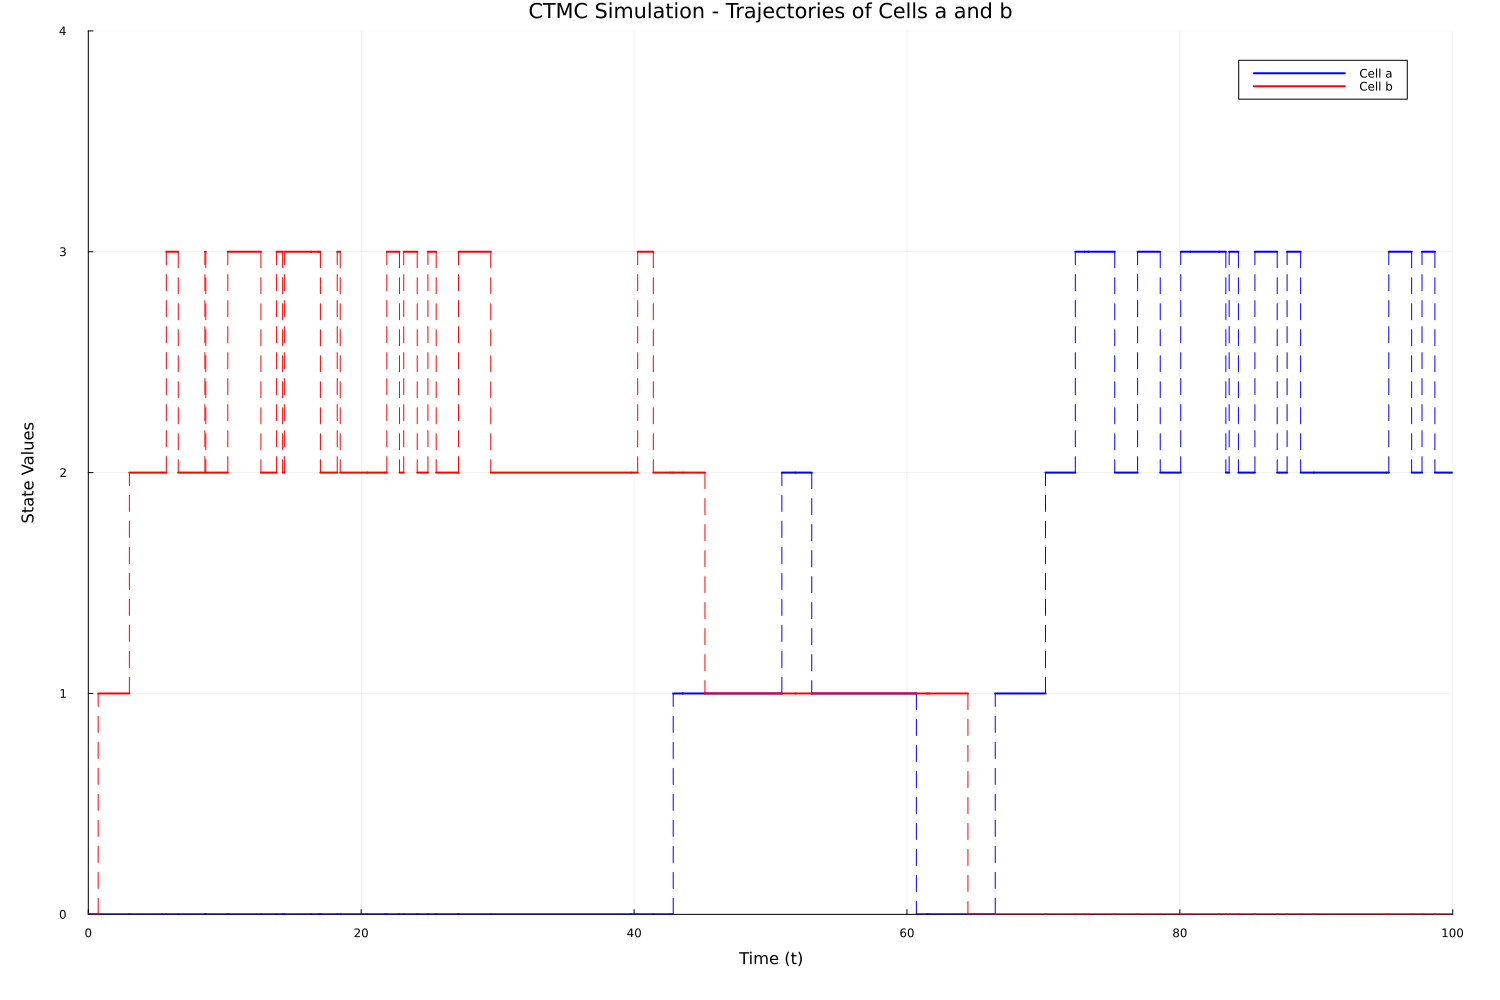 CTMC Simulation - Trajectories of Cells a and b
4
Cell a
Cell b
3
2
State Values
1
0
0 20 40 60 80 100
Time (t)